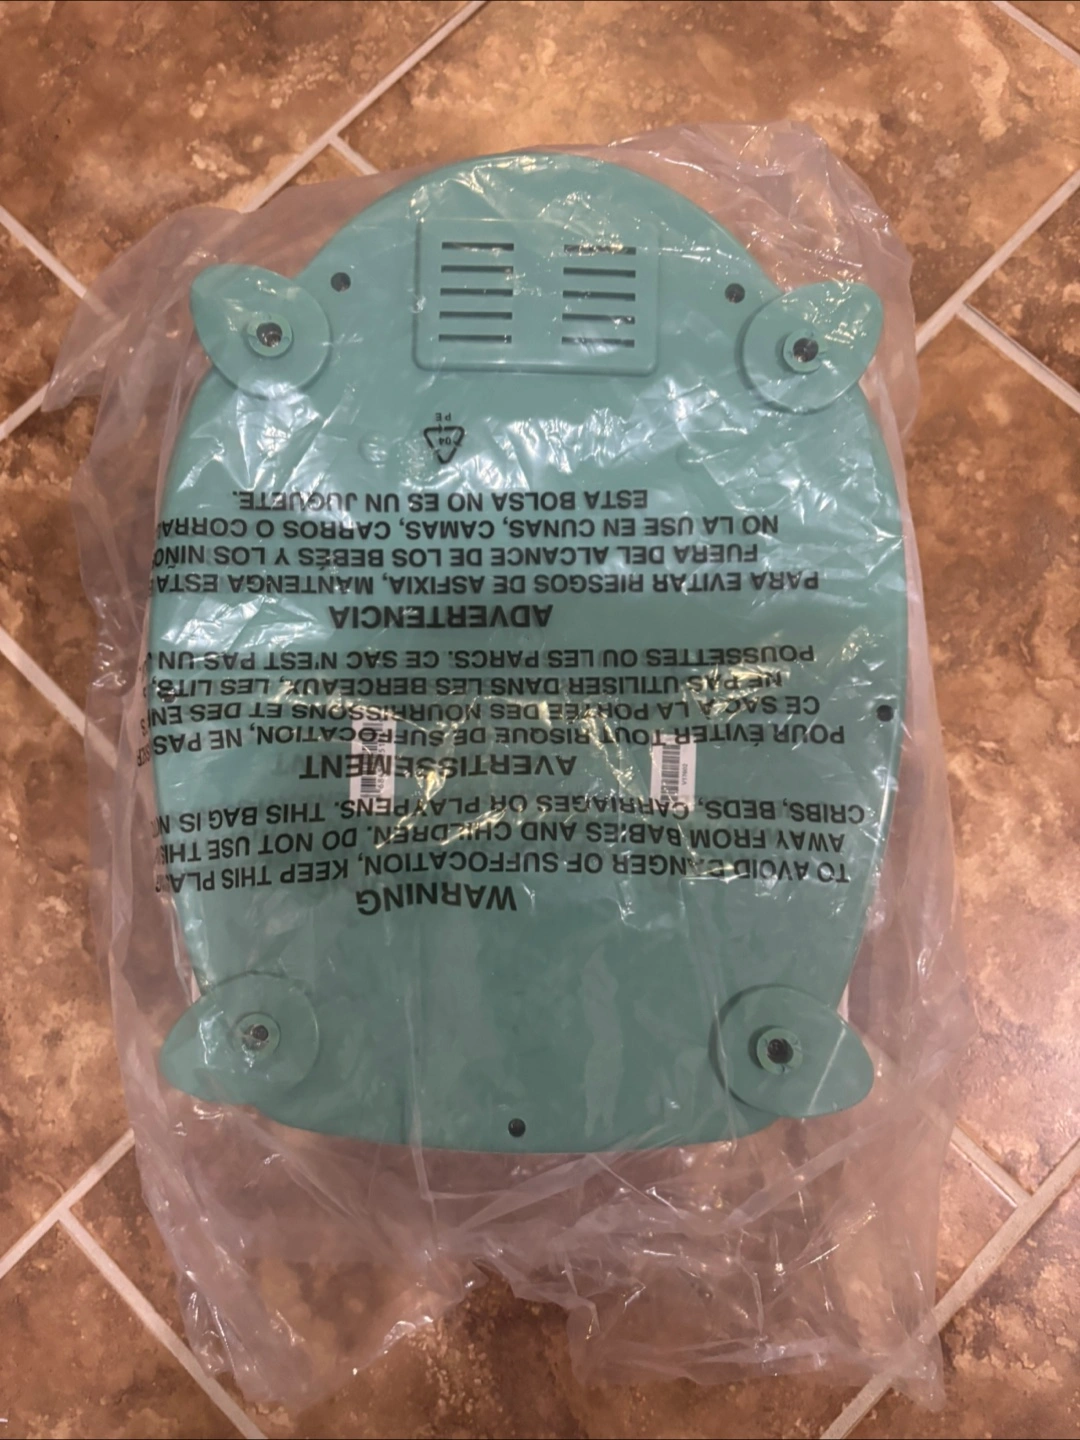 WARNING
TO AVOID DANGER OF SUFFOCATION, KEEP THIS
AWAY FROM BABIES AND CHILDREN. DO NOT USE
CRIBS, BEDS, CARRIAGES OR PLAYPENS. THIS BAG IS
AVERTISSEMENT
POUR ÉVITER TOUT RISQUE DE SUFFOCATION, NE PAS
CE SAC À LA PORTÉE DES NOURRISSONS ET DES
NE PAS UTILISER DANS LES BERCEAUX, LES LITS,
POUSSETTES OU LES PARCS. CE SAC N'EST PAS UN
ADVERTENCIA
PARA EVITAR RIESGOS DE ASFIXIA, MANTENGA ESTA
FUERA DEL ALCANCE DE LOS BEBÉS Y LOS
NO LA USE EN CUNAS, CAMAS, CARROS O
ESTA BOLSA NO ES UN JUGUETE.
04
PE